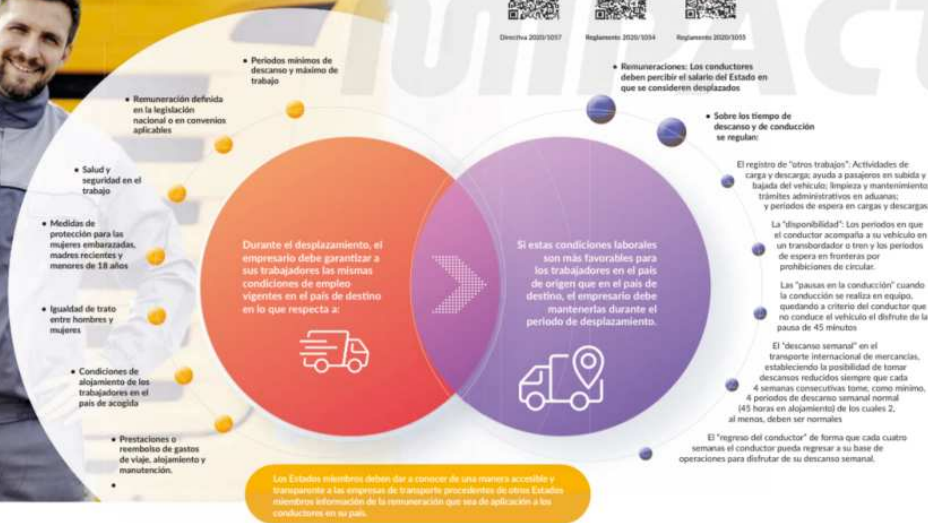 Directiva 2020/1057
Reglamento 2020/1054
Reglamento 2020/1055
• Periodos mínimos de
descanso y máximo de
trabajo
• Remuneración definida
en la legislación
nacional o en convenios
aplicables
• Salud y
seguridad en el
trabajo
• Medidas de
protección para las
mujeres embarazadas,
madres recientes y
menores de 18 años
• Igualdad de trato
entre hombres y
mujeres
• Condiciones de
alojamiento de los
trabajadores en el
país de acogida
• Prestaciones o
reembolso de gastos
de viaje, alojamiento y
manutención.
•
Durante el desplazamiento, el
empresario debe garantizar a
sus trabajadores las mismas
condiciones de empleo
vigentes en el país de destino
en lo que respecta a:
Si estas condiciones laborales
son más favorables para
los trabajadores en el país
de origen que en el país de
destino, el empresario debe
mantenerlas durante el
periodo de desplazamiento.
• Remuneraciones: Los conductores
deben percibir el salario del Estado en
que se consideren desplazados
• Sobre los tiempo de
descanso y de conducción
se regulan:
El registro de "otros trabajos": Actividades de
carga y descarga; ayuda a pasajeros en subida y
bajada del vehículo; limpieza y mantenimiento
trámites administrativos en aduanas;
y periodos de espera en cargas y descargas
La "disponibilidad": Los periodos en que
el conductor acompaña a su vehículo en
un transbordador o tren y los periodos
de espera en fronteras por
prohibiciones de circular.
Las "pausas en la conducción" cuando
la conducción se realiza en equipo,
quedando a criterio del conductor que
no conduce el vehículo el disfrute de la
pausa de 45 minutos
El "descanso semanal" en el
transporte internacional de mercancías,
estableciendo la posibilidad de tomar
descansos reducidos siempre que cada
4 semanas consecutivas tome, como mínimo,
4 periodos de descanso semanal normal
(45 horas en alojamiento) de los cuales 2,
al menos, deben ser normales
El "regreso del conductor" de forma que cada cuatro
semanas el conductor pueda regresar a su base de
operaciones para disfrutar de su descanso semanal.
Los Estados miembros deben dar a conocer de una manera accesible y
transparente a las empresas de transporte procedentes de otros Estados
miembros información de la remuneración que sea de aplicación a los
conductores en su país.